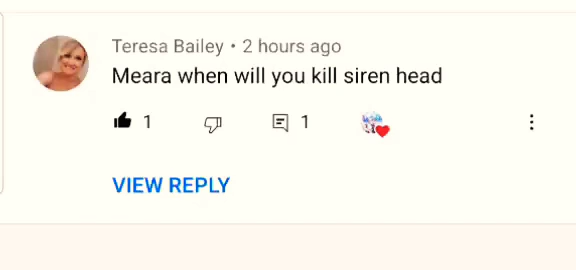 Teresa Bailey • 2 hours ago
Meara when will you kill siren head
1 1
VIEW REPLY